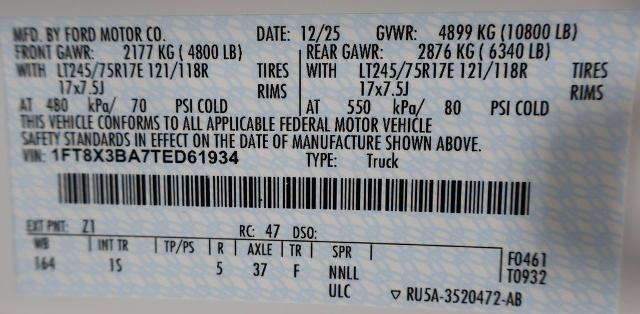 MFD. BY FORD MOTOR CO. DATE: 12/25 GVWR: 4899 KG (10800 LB)
FRONT GAWR: 2177 KG ( 4800 LB) REAR GAWR: 2876 KG ( 6340 LB)
WITH LT245/75R17E 121/118R TIRES WITH LT245/75R17E 121/118R TIRES
17x7.5J RIMS 17x7.5J RIMS
AT 480 kPa/ 70 PSI COLD AT 550 kPa/ 80 PSI COLD
THIS VEHICLE CONFORMS TO ALL APPLICABLE FEDERAL MOTOR VEHICLE
SAFETY STANDARDS IN EFFECT ON THE DATE OF MANUFACTURE SHOWN ABOVE.
VIN: 1FT8X3BA7TED61934 TYPE: Truck
EXT PNT: Z1 RC: 47 DSO:
WB INT TR TP/PS R AXLE TR SPR F0461
164 1S 5 37 F NNLL T0932
ULC ▽ RU5A-3520472-AB